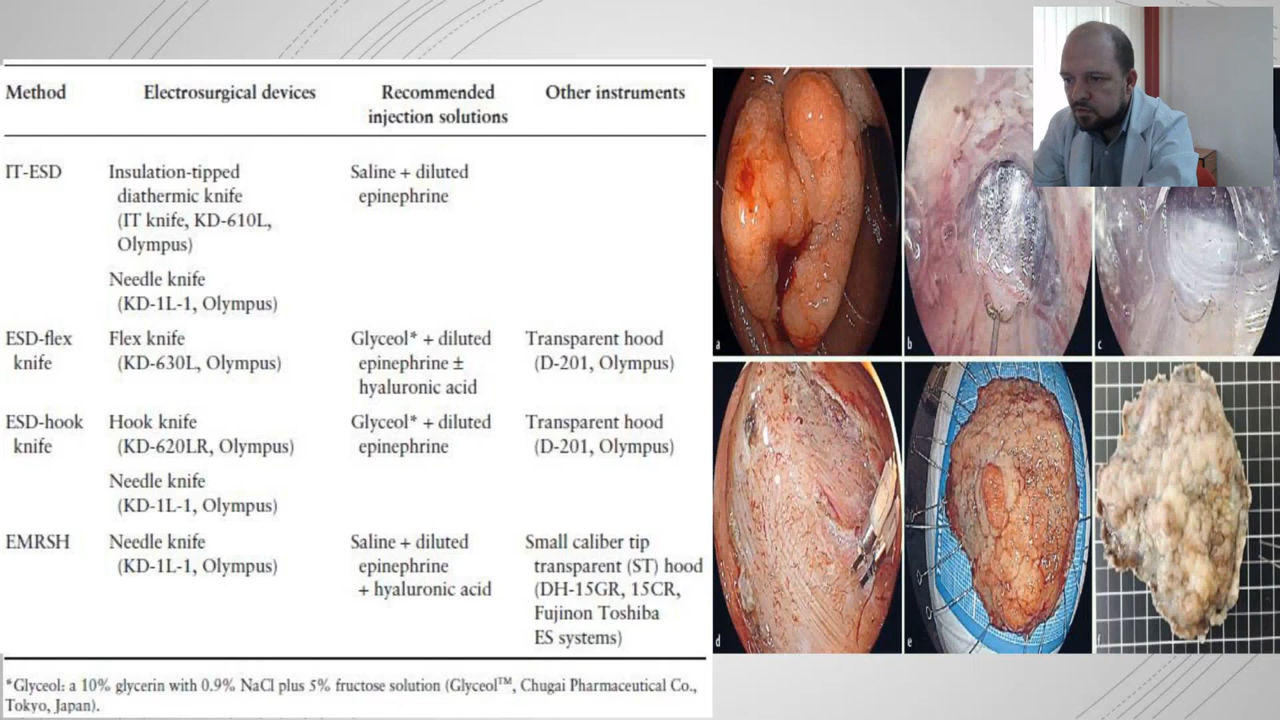 Method Electrosurgical devices Recommended injection solutions Other instruments
IT-ESD Insulation-tipped Saline + diluted
diathermic knife epinephrine
(IT knife, KD-610L,
Olympus)
Needle knife
(KD-1L-1, Olympus)
ESD-flex Flex knife Glyceol* + diluted Transparent hood
knife (KD-630L, Olympus) epinephrine ± (D-201, Olympus)
hyaluronic acid
ESD-hook Hook knife Glyceol* + diluted Transparent hood
knife (KD-620LR, Olympus) epinephrine (D-201, Olympus)
Needle knife
(KD-1L-1, Olympus)
EMRSH Needle knife Saline + diluted Small caliber tip
(KD-1L-1, Olympus) epinephrine transparent (ST) hood
+ hyaluronic acid (DH-15GR, 15CR,
Fujinon Toshiba
ES systems)
*Glyceol: a 10% glycerin with 0.9% NaCl plus 5% fructose solution (Glyceol™, Chugai Pharmaceutical Co.,
Tokyo, Japan).
a b c
d e f